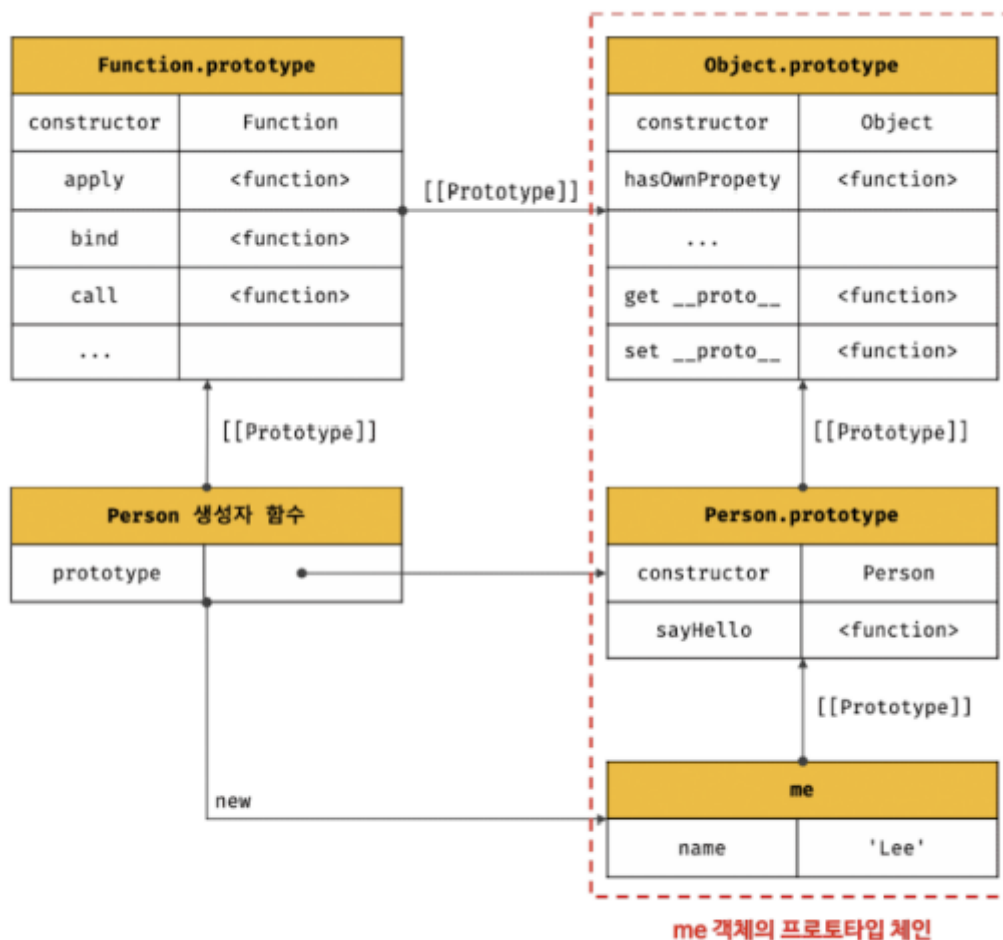 Function.prototype
constructor Function
apply <function>
bind <function>
call <function>
...
[[Prototype]]
Object.prototype
constructor Object
hasOwnPropety <function>
...
get __proto__ <function>
set __proto__ <function>
[[Prototype]]
[[Prototype]]
Person 생성자 함수
prototype
Person.prototype
constructor Person
sayHello <function>
[[Prototype]]
new
me
name 'Lee'
me 객체의 프로토타입 체인